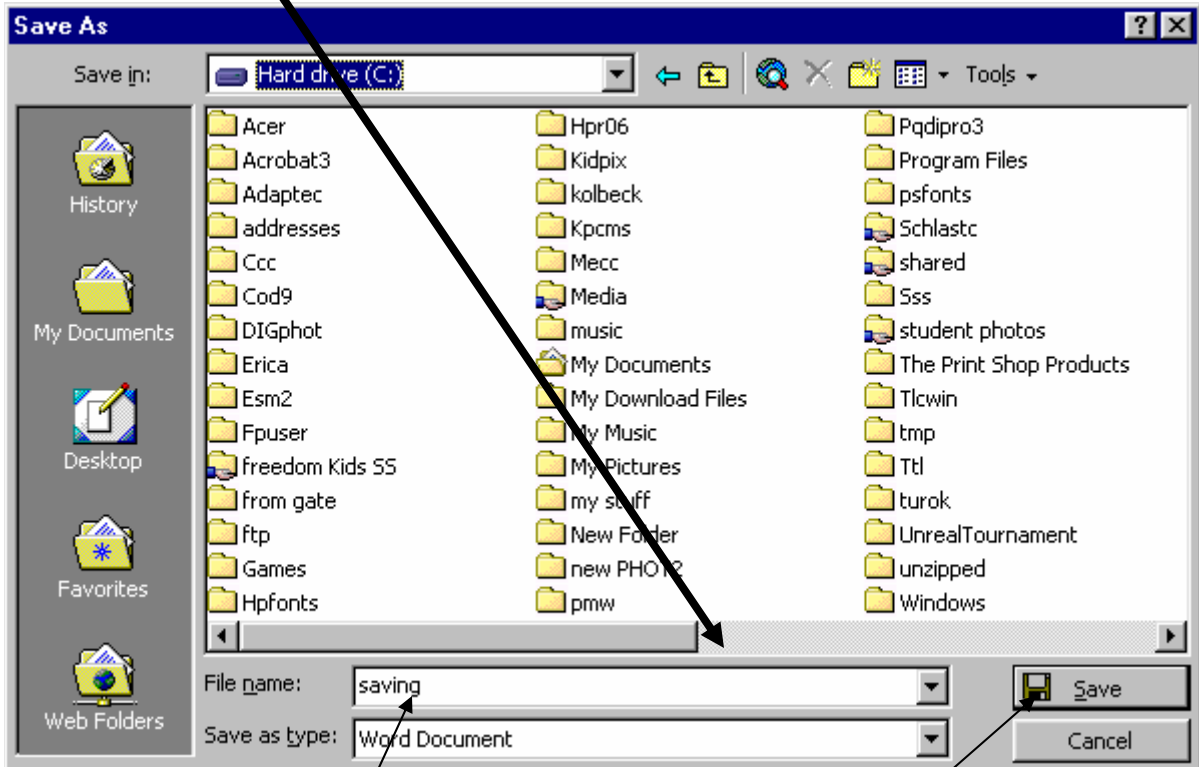 Save As
Save in:
Hard drive (C:)
Tools
History
My Documents
Desktop
Favorites
Web Folders
Acer
Acrobat3
Adaptec
addresses
Ccc
Cod9
DIGphot
Erica
Esm2
Fpuser
freedom Kids SS
from gate
ftp
Games
Hpfonts
Hpr06
Kidpix
kolbeck
Kpcms
Mecc
Media
music
My Documents
My Download Files
My Music
My Pictures
my stuff
New Folder
new PHOT2
pmw
Pqdipro3
Program Files
psfonts
Schlastc
shared
Sss
student photos
The Print Shop Products
Tlcwin
tmp
Ttl
turok
UnrealTournament
unzipped
Windows
File name:
saving
Save
Save as type:
Word Document
Cancel